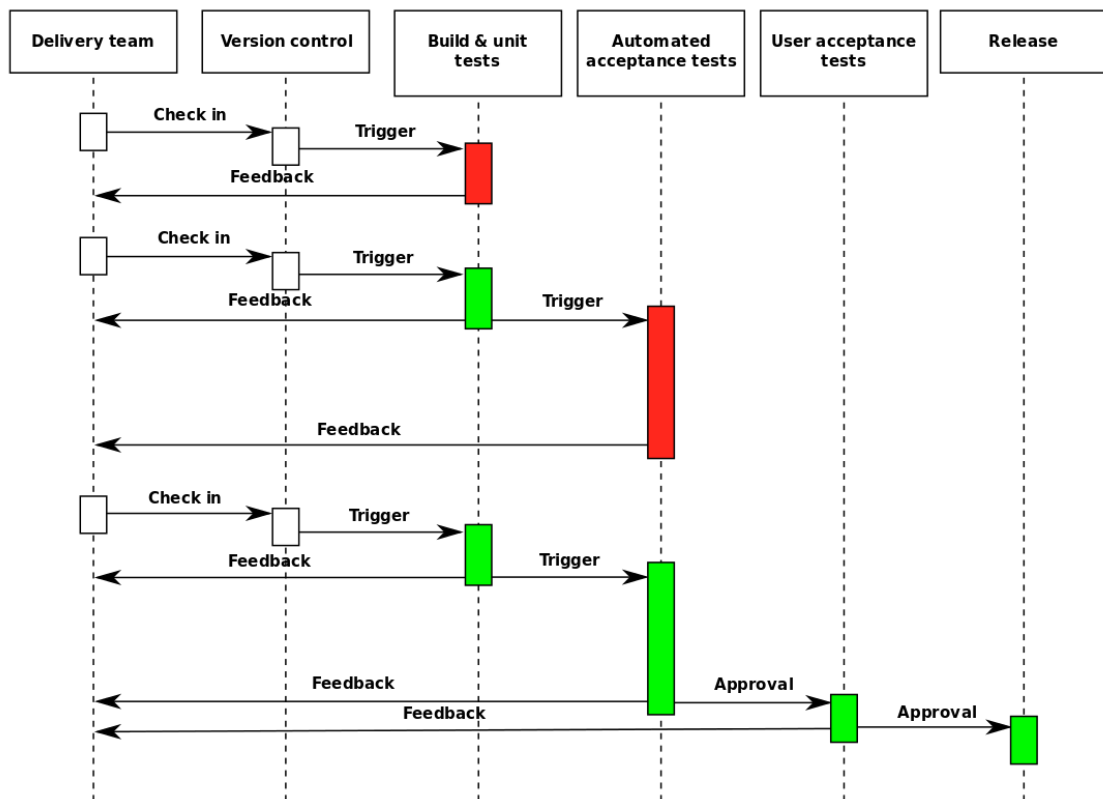 Delivery team
Version control
Build & unit
tests
Automated
acceptance tests
User acceptance
tests
Release
Check in
Trigger
Feedback
Check in
Trigger
Feedback
Trigger
Feedback
Check in
Trigger
Feedback
Trigger
Feedback
Approval
Feedback
Approval